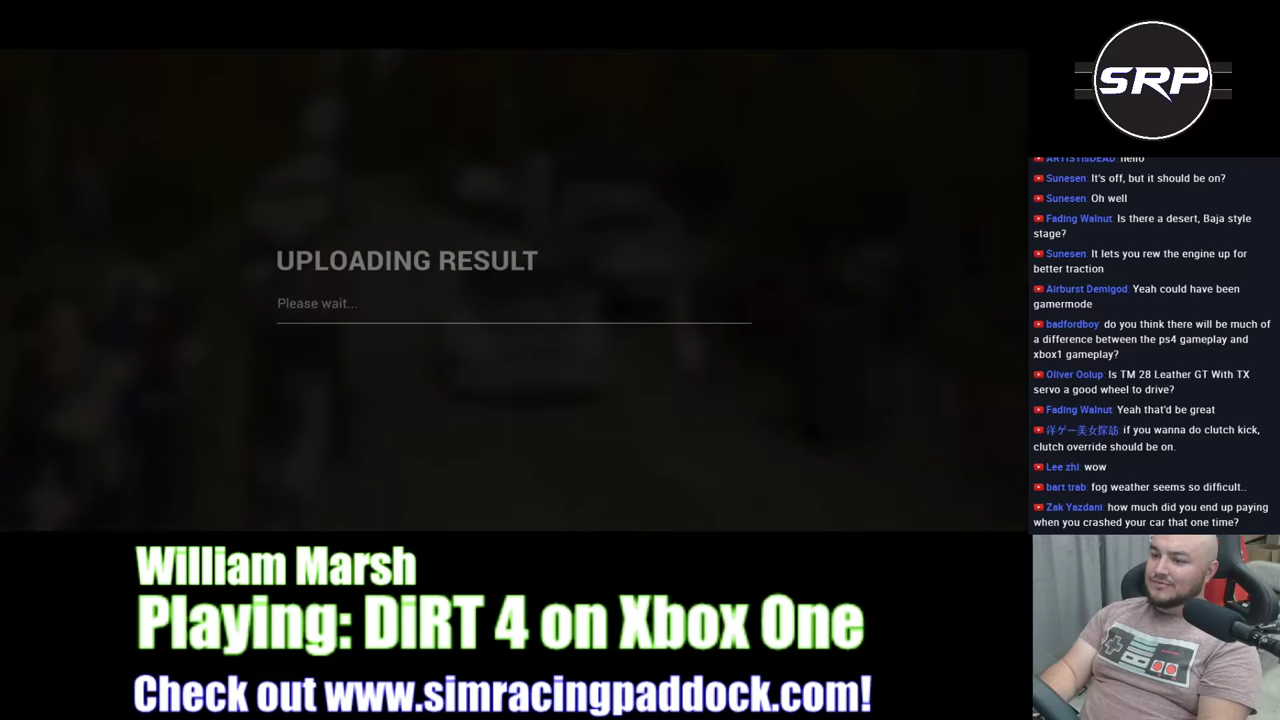 SRP
ARTISTisDEAD: hello
Sunesen: It's off, but it should be on?
Sunesen: Oh well
Fading Walnut: Is there a desert, Baja style
stage?
Sunesen: It lets you rew the engine up for
better traction
Airburst Demigod: Yeah could have been
gamermode
badfordboy: do you think there will be much of
a difference between the ps4 gameplay and
xbox1 gameplay?
Oliver Oolup: Is TM 28 Leather GT With TX
servo a good wheel to drive?
Fading Walnut: Yeah that'd be great
洋ゲー美女探訪: if you wanna do clutch kick,
clutch override should be on.
Lee zhi: wow
bart trab: fog weather seems so difficult..
Zak Yazdani: how much did you end up paying
when you crashed your car that one time?
UPLOADING RESULT
Please wait...
William Marsh
Playing: DiRT 4 on Xbox One
Check out www.simracingpaddock.com!